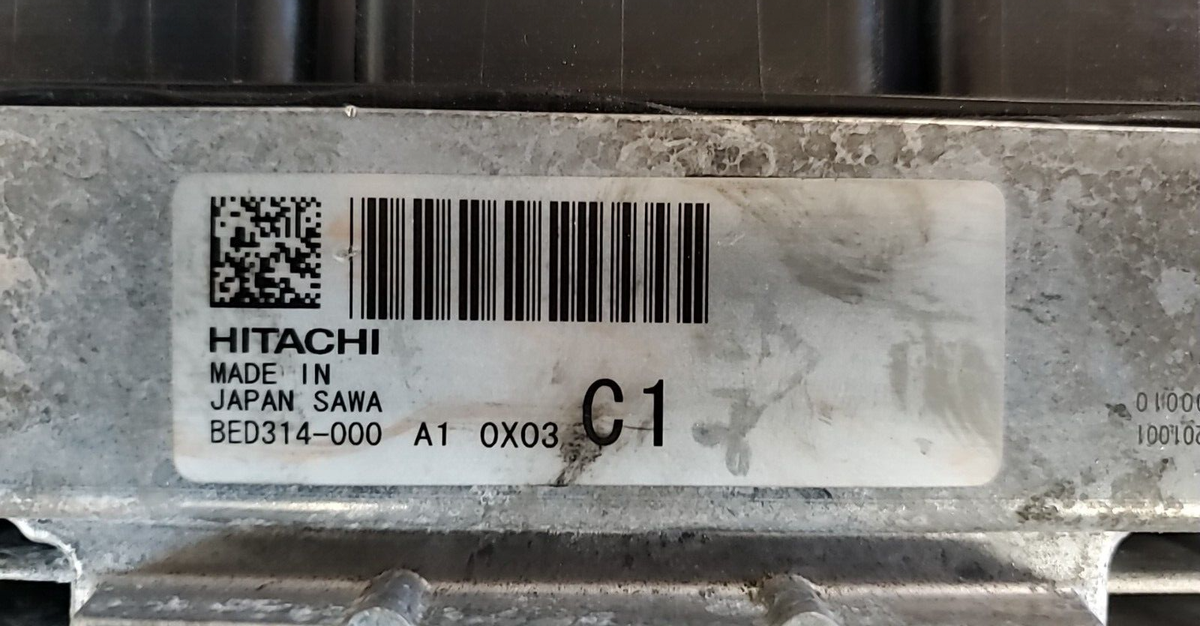 HITACHI
MADE IN
JAPAN SAWA
BED314-000 A1 0X03 C1